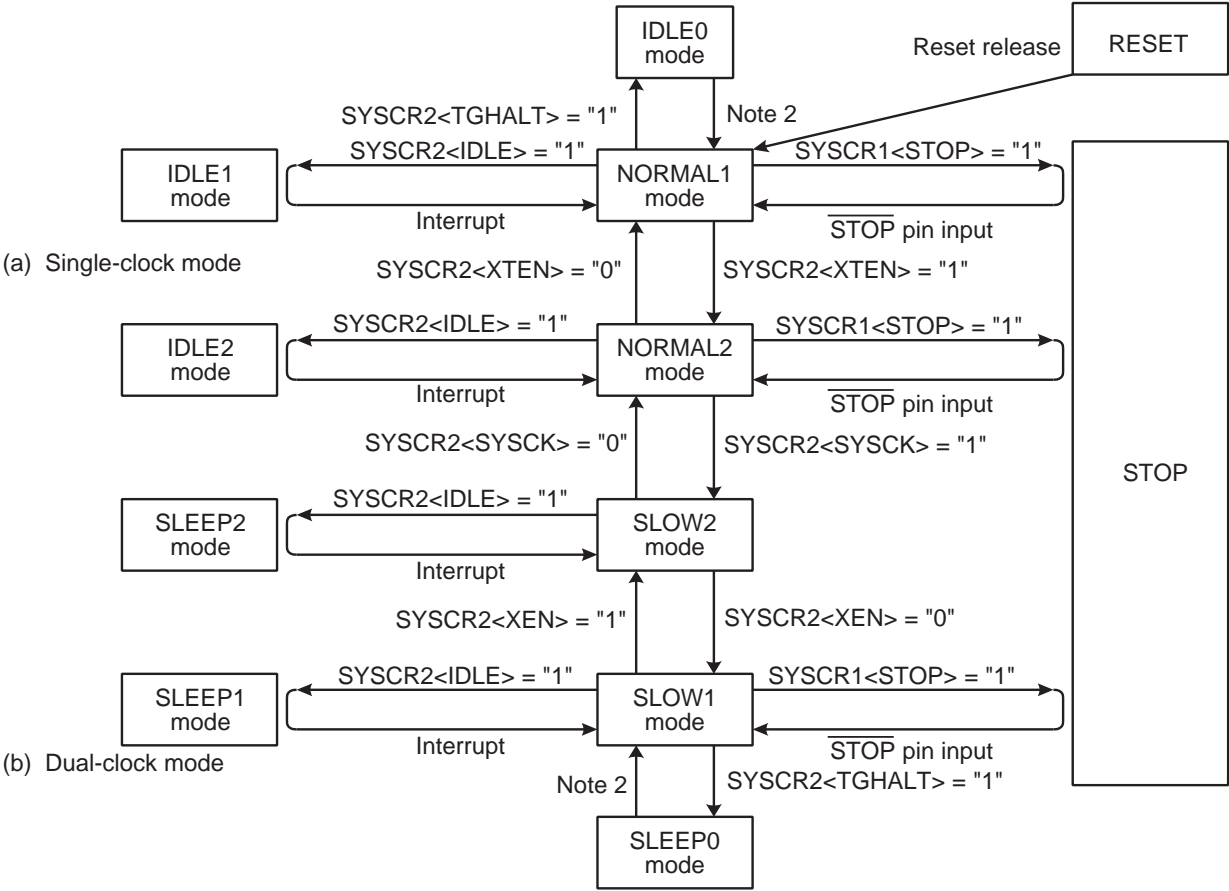 IDLE0
mode
Reset release
RESET
SYSCR2<TGHALT> = "1"
Note 2
IDLE1
mode
SYSCR2<IDLE> = "1"
Interrupt
NORMAL1
mode
SYSCR1<STOP> = "1"
STOP pin input
(a) Single-clock mode
SYSCR2<XTEN> = "0"
SYSCR2<XTEN> = "1"
IDLE2
mode
SYSCR2<IDLE> = "1"
Interrupt
NORMAL2
mode
SYSCR1<STOP> = "1"
STOP pin input
SYSCR2<SYSCK> = "0"
SYSCR2<SYSCK> = "1"
STOP
SLEEP2
mode
SYSCR2<IDLE> = "1"
Interrupt
SLOW2
mode
SYSCR2<XEN> = "1"
SYSCR2<XEN> = "0"
SLEEP1
mode
SYSCR2<IDLE> = "1"
Interrupt
SLOW1
mode
SYSCR1<STOP> = "1"
STOP pin input
(b) Dual-clock mode
Note 2
SYSCR2<TGHALT> = "1"
SLEEP0
mode